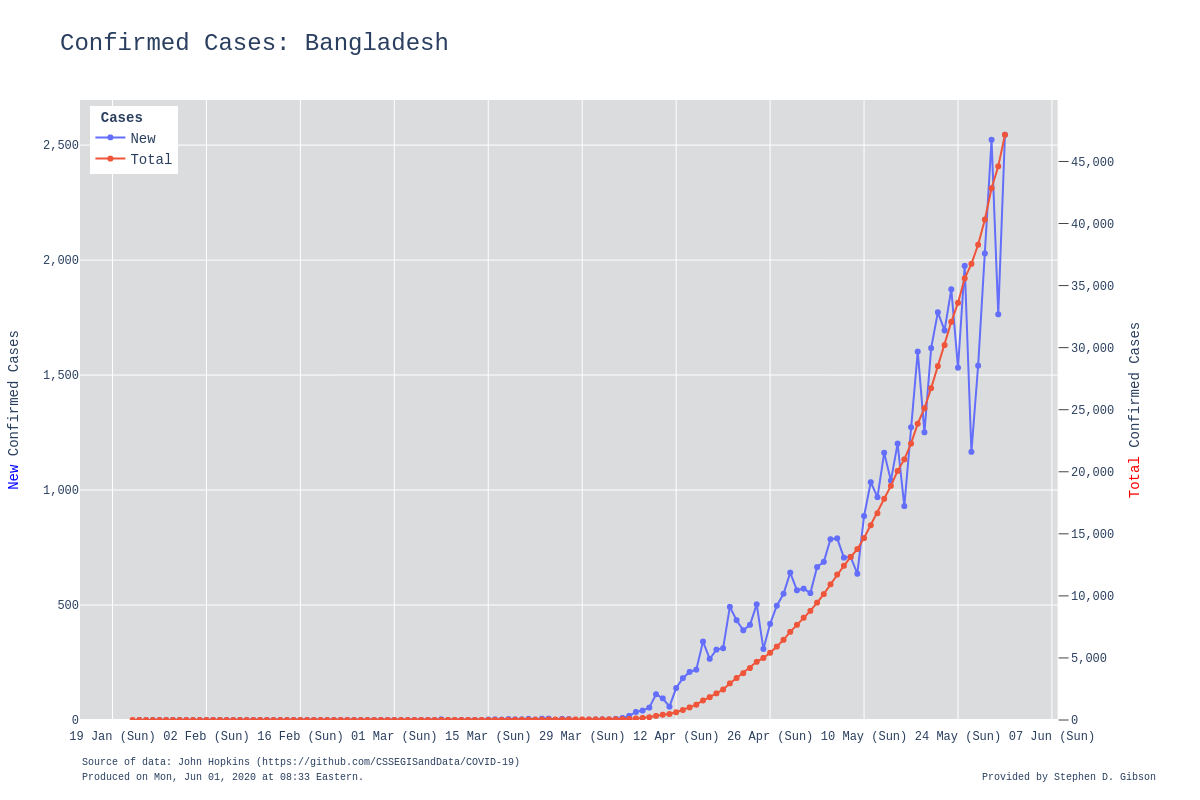 Confirmed Cases: Bangladesh
Cases
New
Total
2,500
2,000
1,500
1,000
500
0
New Confirmed Cases
45,000
40,000
35,000
30,000
25,000
20,000
15,000
10,000
5,000
0
Total Confirmed Cases
19 Jan (Sun) 02 Feb (Sun) 16 Feb (Sun) 01 Mar (Sun) 15 Mar (Sun) 29 Mar (Sun) 12 Apr (Sun) 26 Apr (Sun) 10 May (Sun) 24 May (Sun) 07 Jun (Sun)
Source of data: John Hopkins (https://github.com/CSSEGISandData/COVID-19)
Produced on Mon, Jun 01, 2020 at 08:33 Eastern.
Provided by Stephen D. Gibson